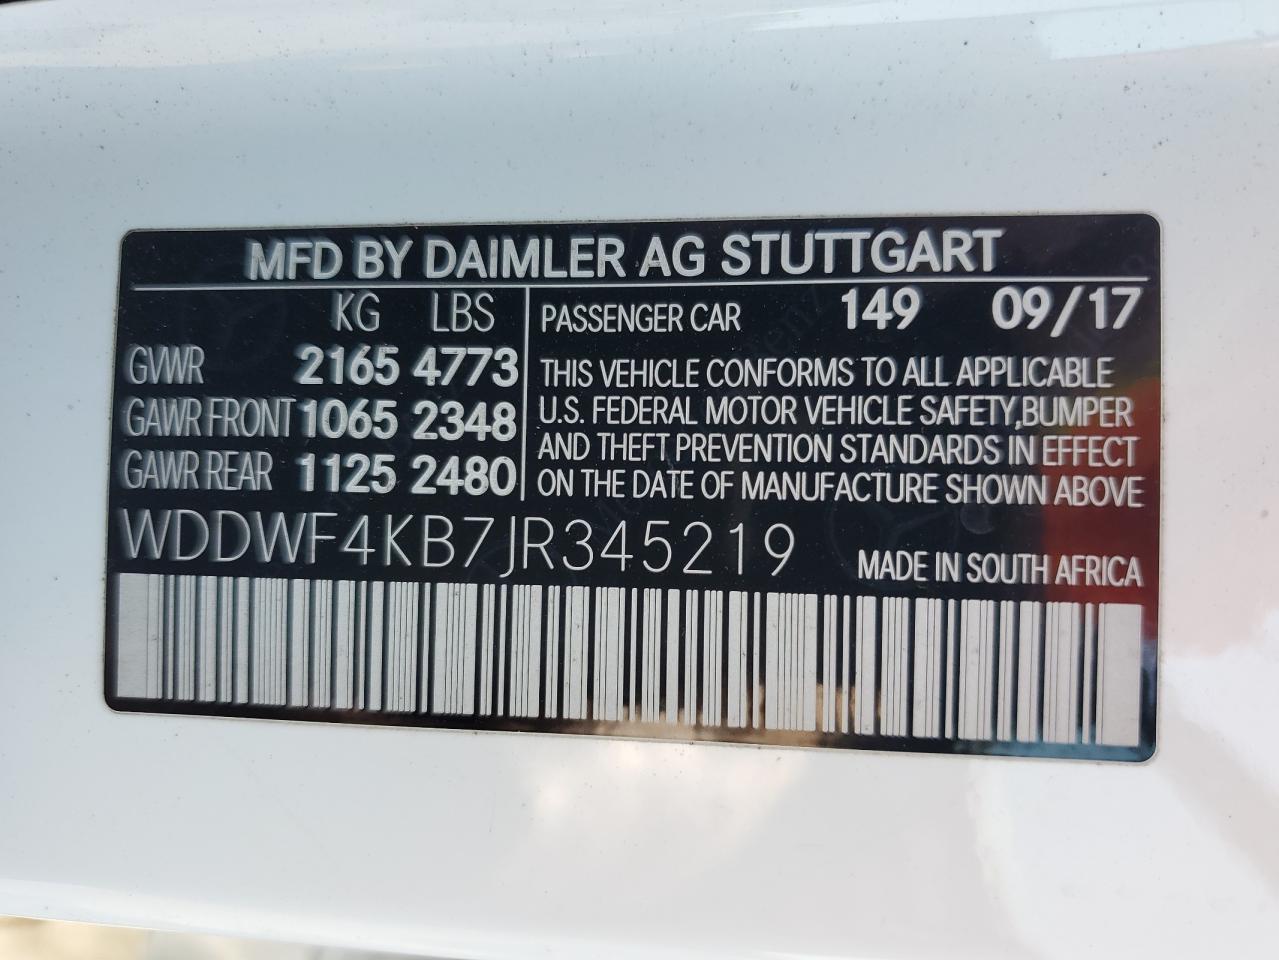 MFD BY DAIMLER AG STUTTGART
KG LBS
GVWR 2165 4773
GAWR FRONT 1065 2348
GAWR REAR 1125 2480
PASSENGER CAR 149 09/17
THIS VEHICLE CONFORMS TO ALL APPLICABLE
U.S. FEDERAL MOTOR VEHICLE SAFETY,BUMPER
AND THEFT PREVENTION STANDARDS IN EFFECT
ON THE DATE OF MANUFACTURE SHOWN ABOVE
WDDWF4KB7JR345219
MADE IN SOUTH AFRICA